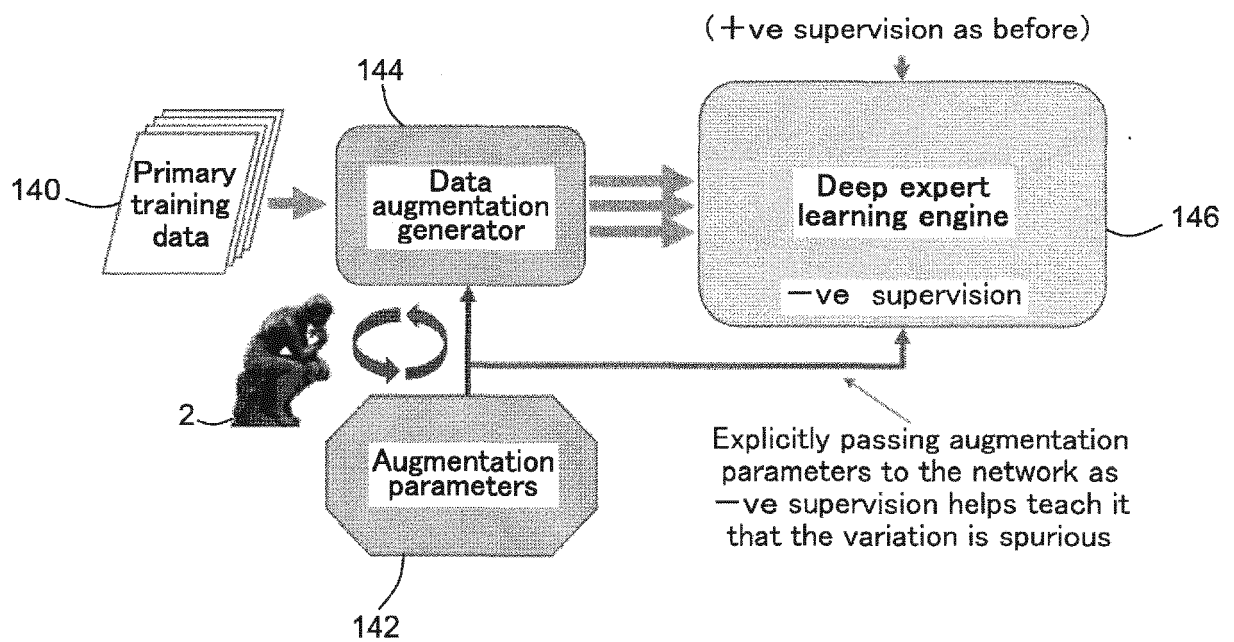 (+ve supervision as before)
144
140
Primary
training
data
Data
augmentation
generator
Deep expert
learning engine
146
−ve supervision
2
Augmentation
parameters
Explicitly passing augmentation
parameters to the network as
−ve supervision helps teach it
that the variation is spurious
142